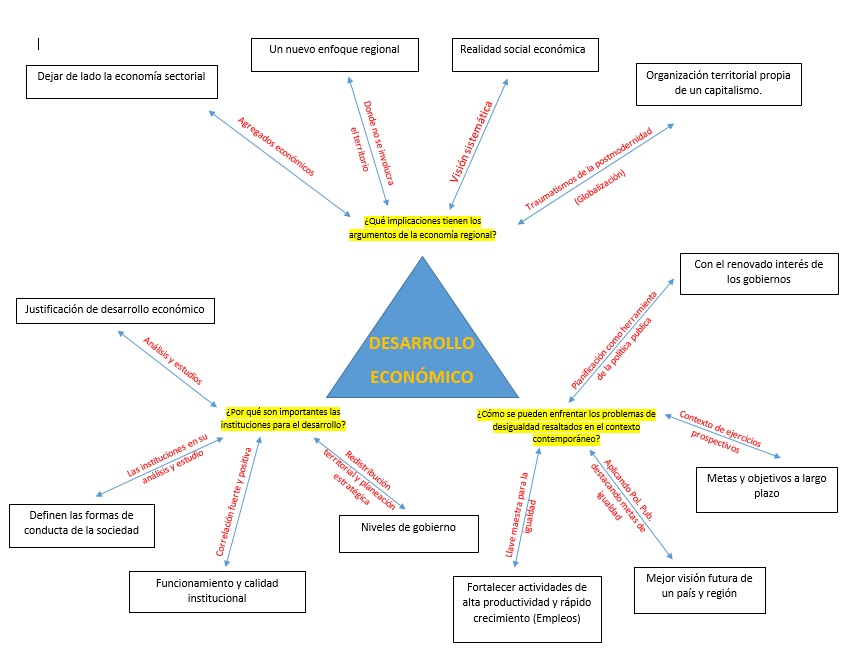 Un nuevo enfoque regional
Realidad social económica
Dejar de lado la economía sectorial
Organización territorial propia
de un capitalismo.
Agregados económicos
Donde no se involucra
el territorio
Visión sistemática
Traumatismos de la postmodernidad
(Globalización)
¿Qué implicaciones tienen los
argumentos de la economía regional?
Con el renovado interés de
los gobiernos
Justificación de desarrollo económico
Planificación como herramienta
de la política publica
DESARROLLO
ECONÓMICO
Análisis y estudios
¿Por qué son importantes las
instituciones para el desarrollo?
¿Cómo se pueden enfrentar los problemas de
desigualdad resaltados en el contexto
contemporáneo?
Contexto de ejercicios
prospectivos
Las instituciones en su
análisis y estudio
Correlación fuerte y positiva
Redistribución
territorial y planeación
estratégica
Llave maestra para la
igualdad
Aplicando Pol. Pub.
destacando metas de
igualdad
Metas y objetivos a largo
plazo
Definen las formas de
conducta de la sociedad
Niveles de gobierno
Funcionamiento y calidad
institucional
Fortalecer actividades de
alta productividad y rápido
crecimiento (Empleos)
Mejor visión futura de
un país y región